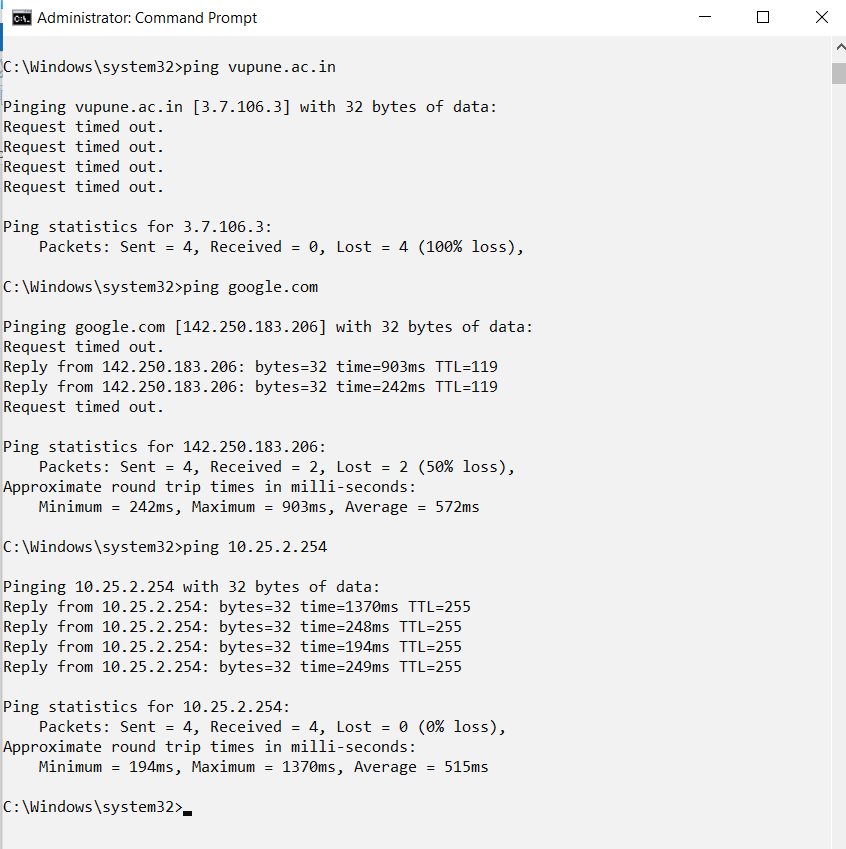 Administrator: Command Prompt
C:\Windows\system32>ping vupune.ac.in
Pinging vupune.ac.in [3.7.106.3] with 32 bytes of data:
Request timed out.
Request timed out.
Request timed out.
Request timed out.
Ping statistics for 3.7.106.3:
    Packets: Sent = 4, Received = 0, Lost = 4 (100% loss),
C:\Windows\system32>ping google.com
Pinging google.com [142.250.183.206] with 32 bytes of data:
Request timed out.
Reply from 142.250.183.206: bytes=32 time=903ms TTL=119
Reply from 142.250.183.206: bytes=32 time=242ms TTL=119
Request timed out.
Ping statistics for 142.250.183.206:
    Packets: Sent = 4, Received = 2, Lost = 2 (50% loss),
Approximate round trip times in milli-seconds:
    Minimum = 242ms, Maximum = 903ms, Average = 572ms
C:\Windows\system32>ping 10.25.2.254
Pinging 10.25.2.254 with 32 bytes of data:
Reply from 10.25.2.254: bytes=32 time=1370ms TTL=255
Reply from 10.25.2.254: bytes=32 time=248ms TTL=255
Reply from 10.25.2.254: bytes=32 time=194ms TTL=255
Reply from 10.25.2.254: bytes=32 time=249ms TTL=255
Ping statistics for 10.25.2.254:
    Packets: Sent = 4, Received = 4, Lost = 0 (0% loss),
Approximate round trip times in milli-seconds:
    Minimum = 194ms, Maximum = 1370ms, Average = 515ms
C:\Windows\system32>